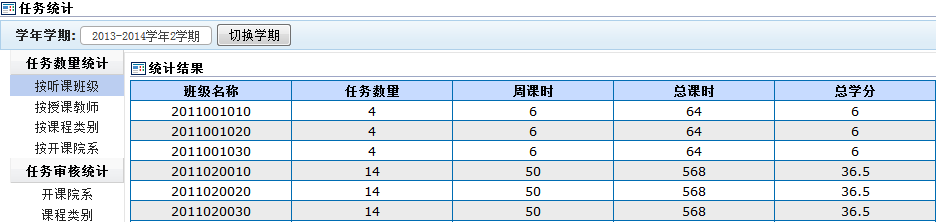 任务统计
学年学期: 2013-2014学年2学期 切换学期
任务数量统计
按听课班级
按授课教师
按课程类别
按开课院系
任务审核统计
开课院系
课程类别
统计结果
班级名称 任务数量 周课时 总课时 总学分
2011001010 4 6 64 6
2011001020 4 6 64 6
2011001030 4 6 64 6
2011020010 14 50 568 36.5
2011020020 14 50 568 36.5
2011020030 14 50 568 36.5